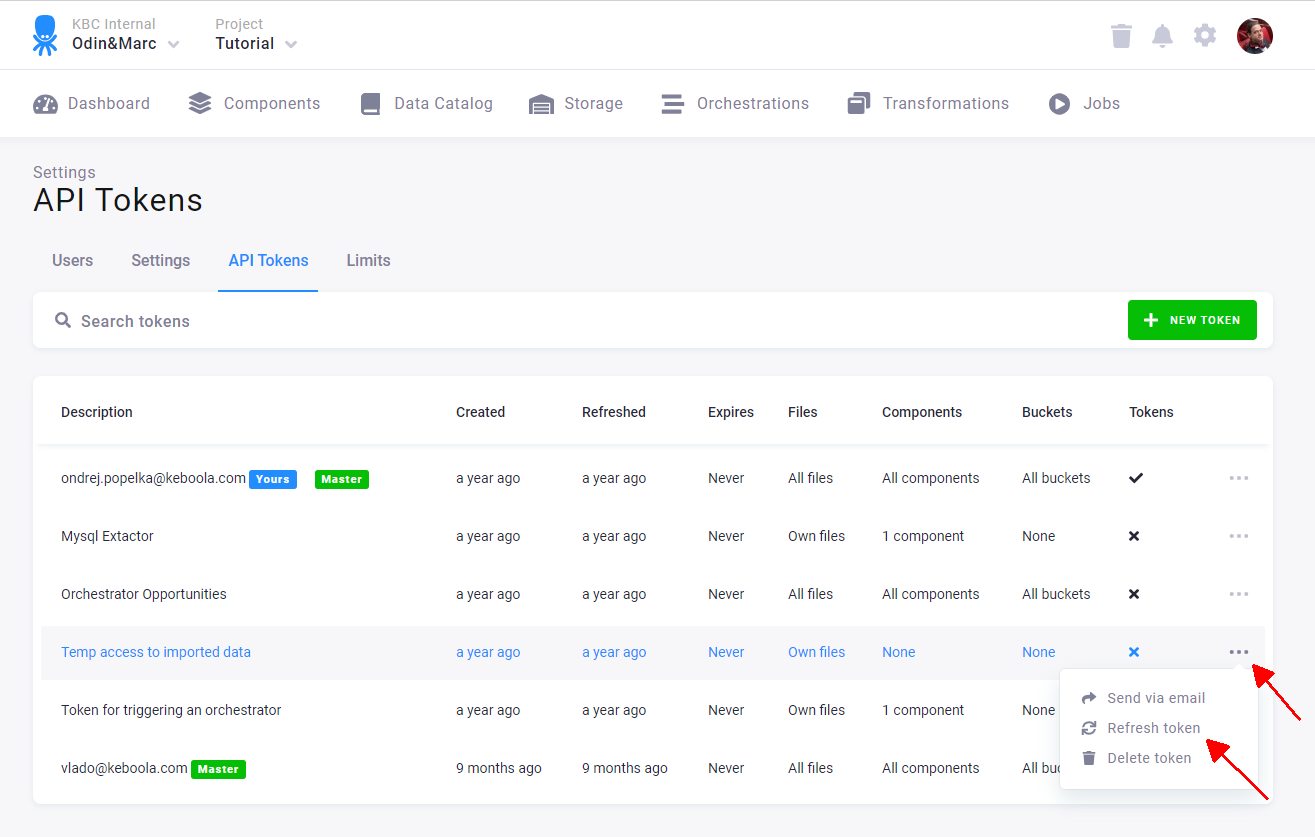 KBC Internal
Odin&Marc
Project
Tutorial
Dashboard
Components
Data Catalog
Storage
Orchestrations
Transformations
Jobs
Settings
API Tokens
Users Settings API Tokens Limits
Search tokens
NEW TOKEN
Description Created Refreshed Expires Files Components Buckets Tokens
ondrej.popelka@keboola.com Yours Master a year ago a year ago Never All files All components All buckets
Mysql Extactor a year ago a year ago Never Own files 1 component None
Orchestrator Opportunities a year ago a year ago Never All files All components All buckets
Temp access to imported data a year ago a year ago Never Own files None None
Token for triggering an orchestrator a year ago a year ago Never Own files 1 component None
vlado@keboola.com Master 9 months ago 9 months ago Never All files All components All
Send via email
Refresh token
Delete token